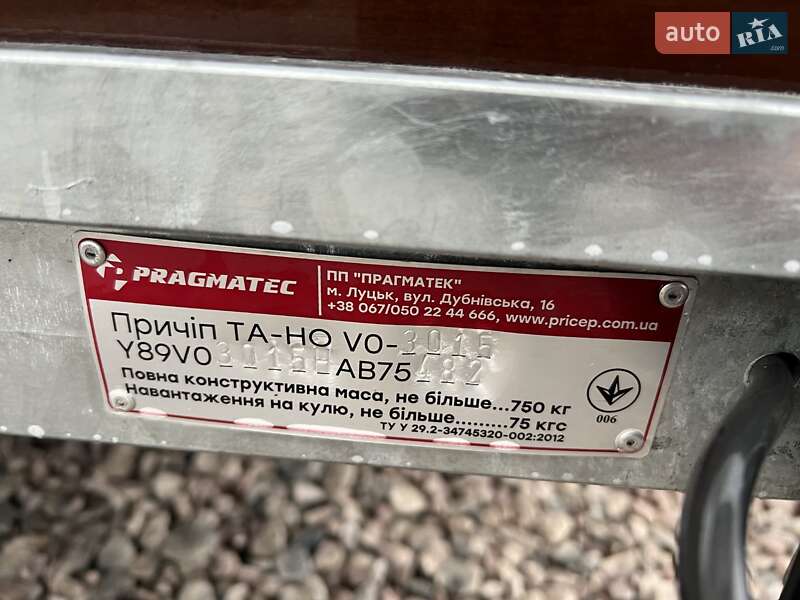 auto RIA .com
PRAGMATEC
ПП "ПРАГМАТЕК"
м. Луцьк, вул. Дубнівська, 16
+38 067/050 22 44 666, www.pricep.com.ua
Причіп ТА-НО V0-3015
Y89V03015HAB75482
Повна конструктивна маса, не більше...750 кг
Навантаження на кулю, не більше.........75 кгс
ТУ У 29.2-34745320-002:2012
006